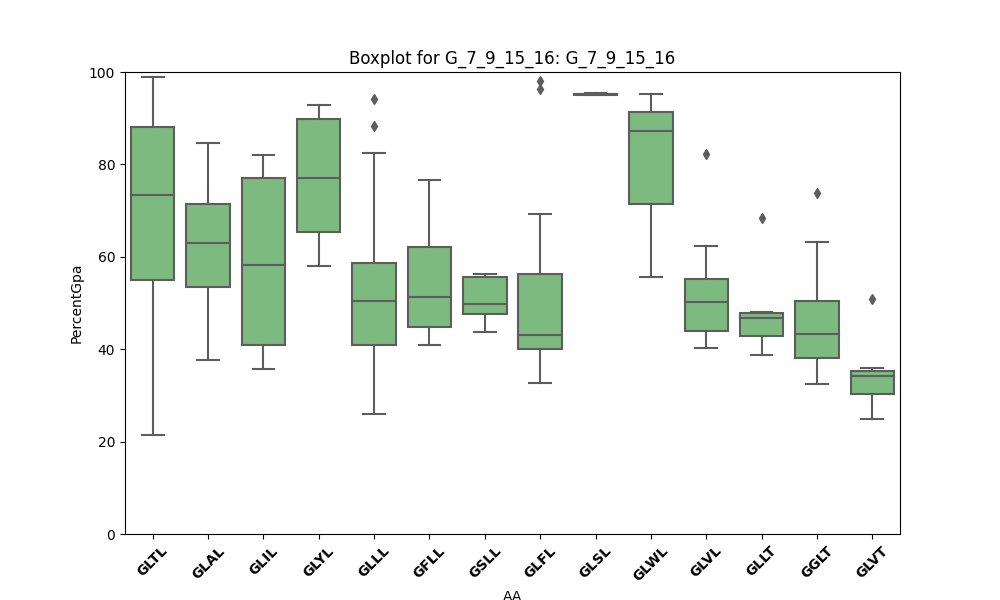 Boxplot for G_7_9_15_16: G_7_9_15_16
100
80
60
40
20
0
PercentGpa
GLTL
GLAL
GLIL
GLYL
GLLL
GFLL
GSLL
GLFL
GLSL
GLWL
GLVL
GLLT
GGLT
GLVT
AA